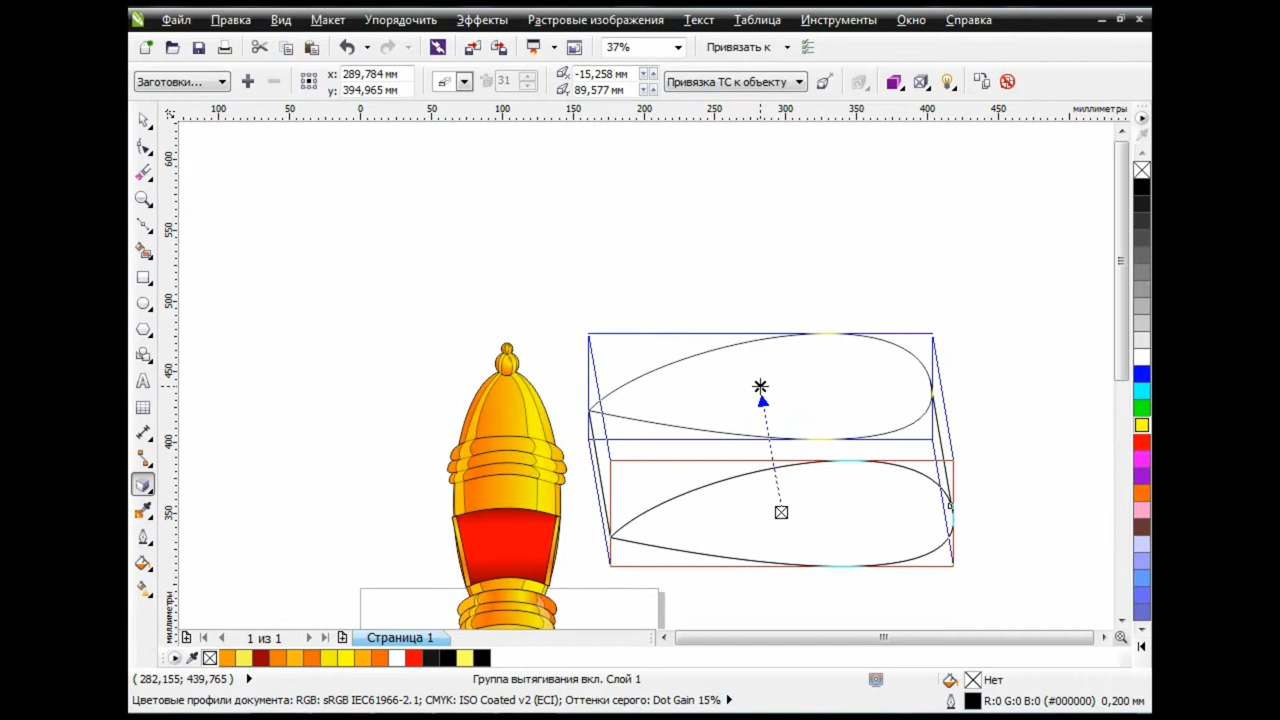 Файл Правка Вид Макет Упорядочить Эффекты Растровые изображения Текст Таблица Инструменты Окно Справка
37% Привязать к
Заготовки... x: 289,784 мм y: 394,965 мм 31 -15,258 мм 89,577 мм Привязка ТС к объекту
100 50 0 50 100 150 200 250 300 350 400 450 миллиметры
600
550
500
450
400
350
миллиметры
1 из 1 Страница 1
( 282,155; 439,765 ) Группа вытягивания вкл. Слой 1 Нет
Цветовые профили документа: RGB: sRGB IEC61966-2.1; CMYK: ISO Coated v2 (ECI); Оттенки серого: Dot Gain 15% R:0 G:0 B:0 (#000000) 0,200 мм